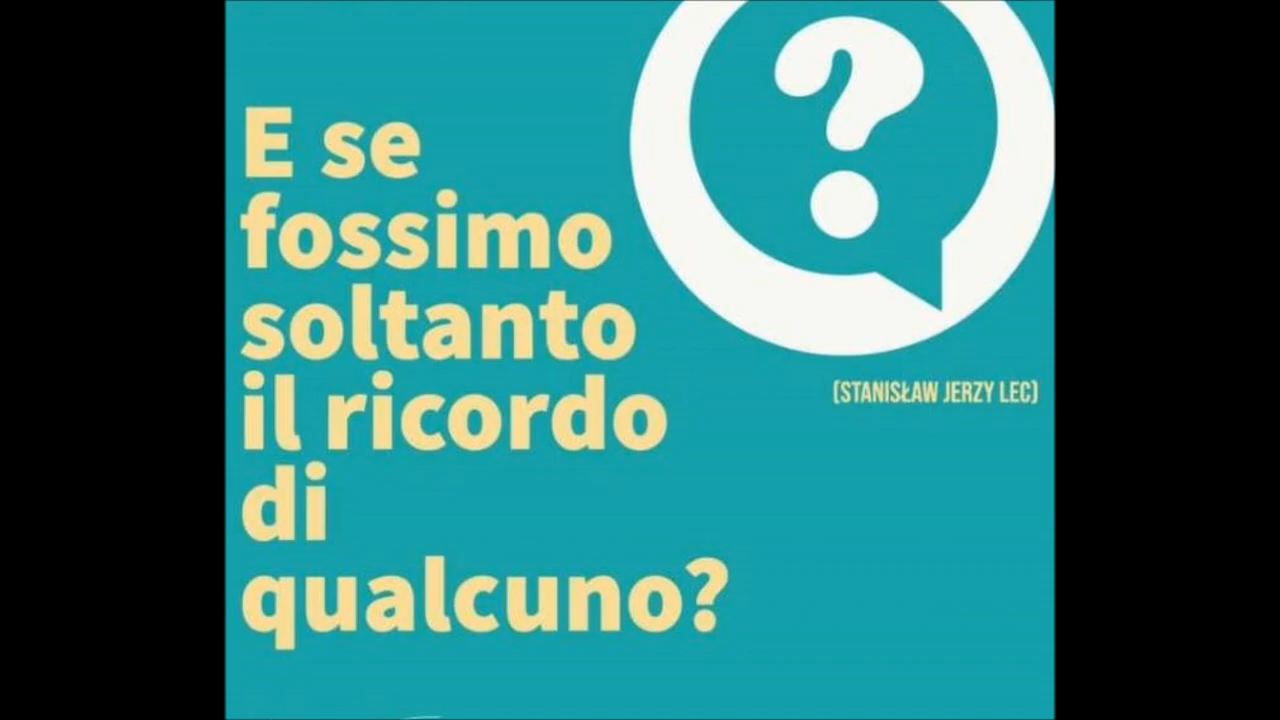 E se
fossimo
soltanto
il ricordo
di
qualcuno?
?
(STANISŁAW JERZY LEC)